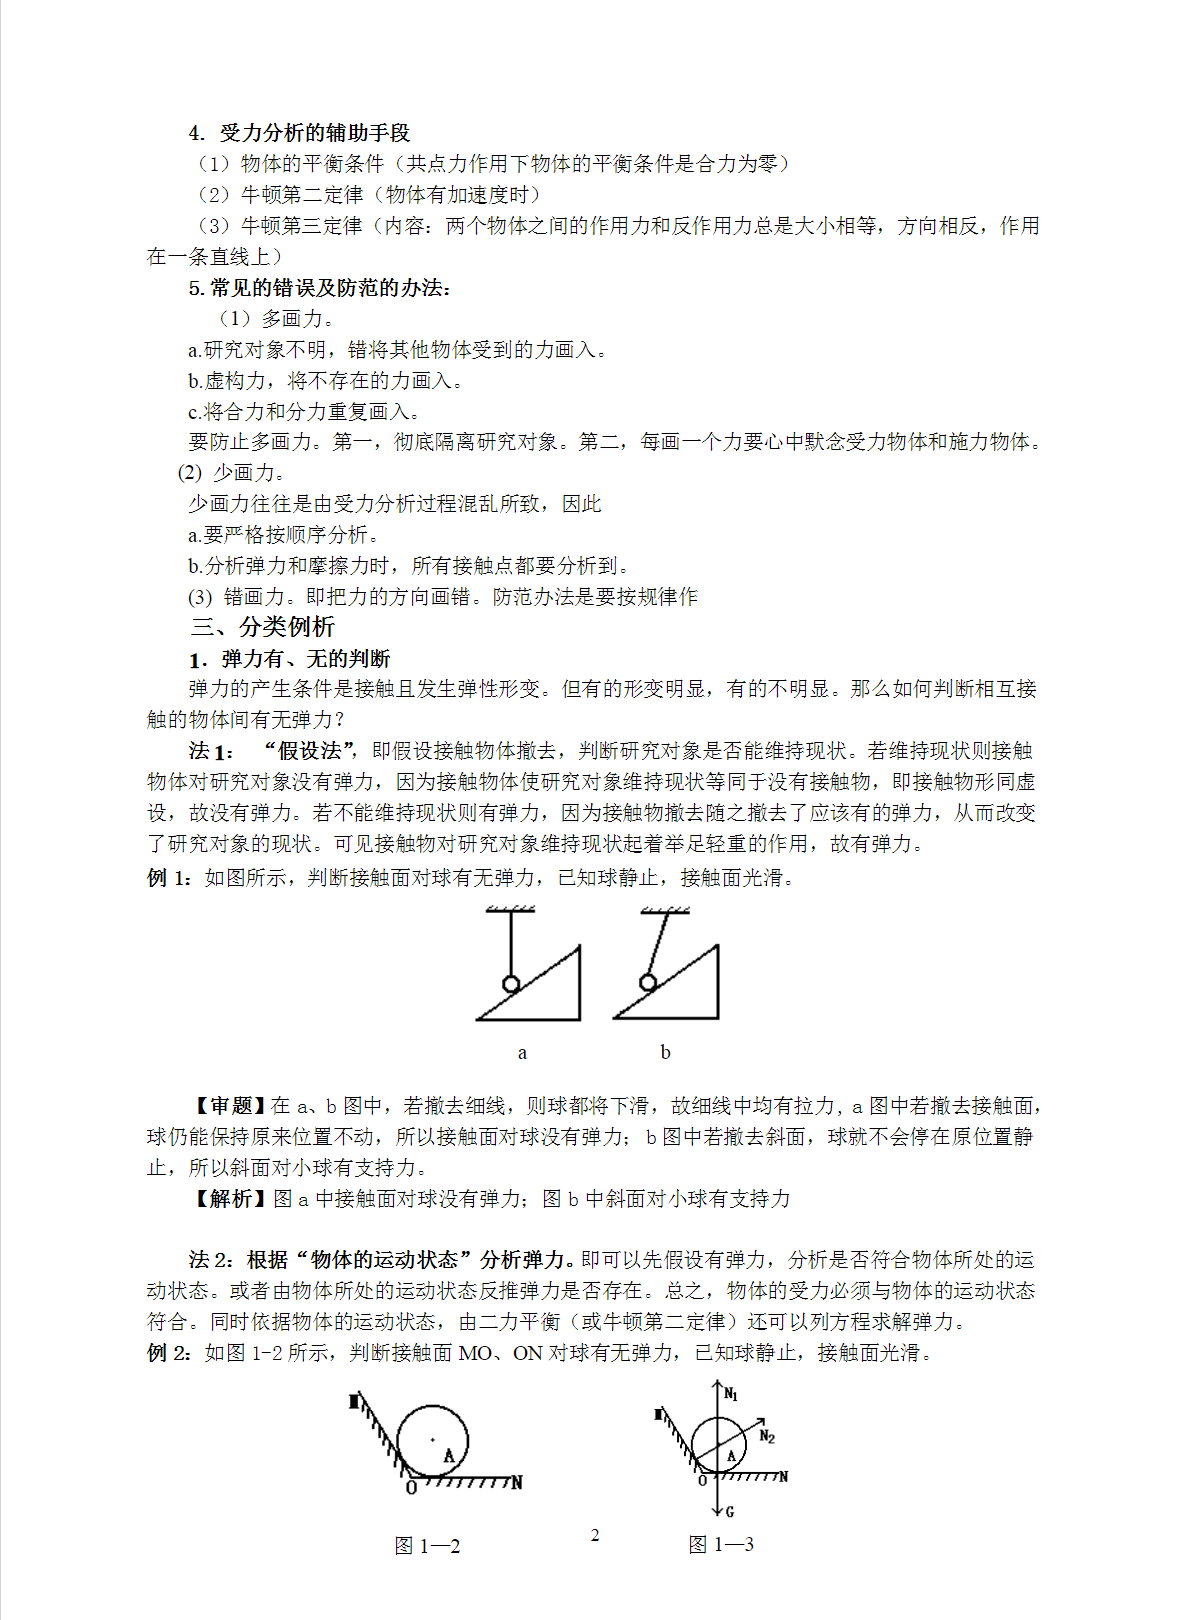 4．受力分析的辅助手段
（1）物体的平衡条件（共点力作用下物体的平衡条件是合力为零）
（2）牛顿第二定律（物体有加速度时）
（3）牛顿第三定律（内容：两个物体之间的作用力和反作用力总是大小相等，方向相反，作用
在一条直线上）
5.常见的错误及防范的办法：
（1）多画力。
a.研究对象不明，错将其他物体受到的力画入。
b.虚构力，将不存在的力画入。
c.将合力和分力重复画入。
要防止多画力。第一，彻底隔离研究对象。第二，每画一个力要心中默念受力物体和施力物体。
(2) 少画力。
少画力往往是由受力分析过程混乱所致，因此
a.要严格按顺序分析。
b.分析弹力和摩擦力时，所有接触点都要分析到。
(3) 错画力。即把力的方向画错。防范办法是要按规律作
三、分类例析
1．弹力有、无的判断
弹力的产生条件是接触且发生弹性形变。但有的形变明显，有的不明显。那么如何判断相互接
触的物体间有无弹力？
法1： “假设法”，即假设接触物体撤去，判断研究对象是否能维持现状。若维持现状则接触
物体对研究对象没有弹力，因为接触物体使研究对象维持现状等同于没有接触物，即接触物形同虚
设，故没有弹力。若不能维持现状则有弹力，因为接触物撤去随之撤去了应该有的弹力，从而改变
了研究对象的现状。可见接触物对研究对象维持现状起着举足轻重的作用，故有弹力。
例1：如图所示，判断接触面对球有无弹力，已知球静止，接触面光滑。
a b
【审题】在a、b图中，若撤去细线，则球都将下滑，故细线中均有拉力, a图中若撤去接触面，
球仍能保持原来位置不动，所以接触面对球没有弹力；b图中若撤去斜面，球就不会停在原位置静
止，所以斜面对小球有支持力。
【解析】图a中接触面对球没有弹力；图b中斜面对小球有支持力
法2：根据“物体的运动状态”分析弹力。即可以先假设有弹力，分析是否符合物体所处的运
动状态。或者由物体所处的运动状态反推弹力是否存在。总之，物体的受力必须与物体的运动状态
符合。同时依据物体的运动状态，由二力平衡（或牛顿第二定律）还可以列方程求解弹力。
例2：如图1-2所示，判断接触面MO、ON对球有无弹力，已知球静止，接触面光滑。
M A O N
M N1 N2 A O N G
图1—2
图1—3
2